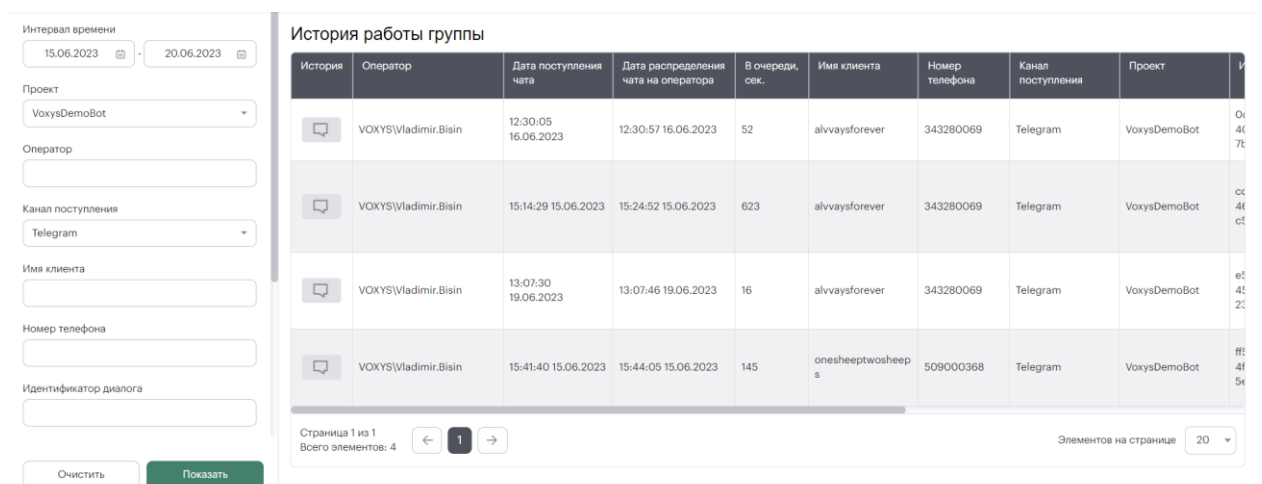 Интервал времени
15.06.2023 - 20.06.2023
Проект
VoxysDemoBot
Оператор
Канал поступления
Telegram
Имя клиента
Номер телефона
Идентификатор диалога
Очистить Показать
История работы группы
История Оператор Дата поступления Дата распределения В очереди, Имя клиента Номер Канал Проект
чата чата на оператора сек. телефона поступления
12:30:05
VOXYS\Vladimir.Bisin 12:30:57 16.06.2023 52 alvvaysforever 343280069 Telegram VoxysDemoBot
16.06.2023
VOXYS\Vladimir.Bisin 15:14:29 15.06.2023 15:24:52 15.06.2023 623 alvvaysforever 343280069 Telegram VoxysDemoBot
13:07:30
VOXYS\Vladimir.Bisin 13:07:46 19.06.2023 16 alvvaysforever 343280069 Telegram VoxysDemoBot
19.06.2023
onesheeptwosheep
VOXYS\Vladimir.Bisin 15:41:40 15.06.2023 15:44:05 15.06.2023 145 509000368 Telegram VoxysDemoBot
s
Страница 1 из 1
Всего элементов: 4
1
Элементов на странице 20